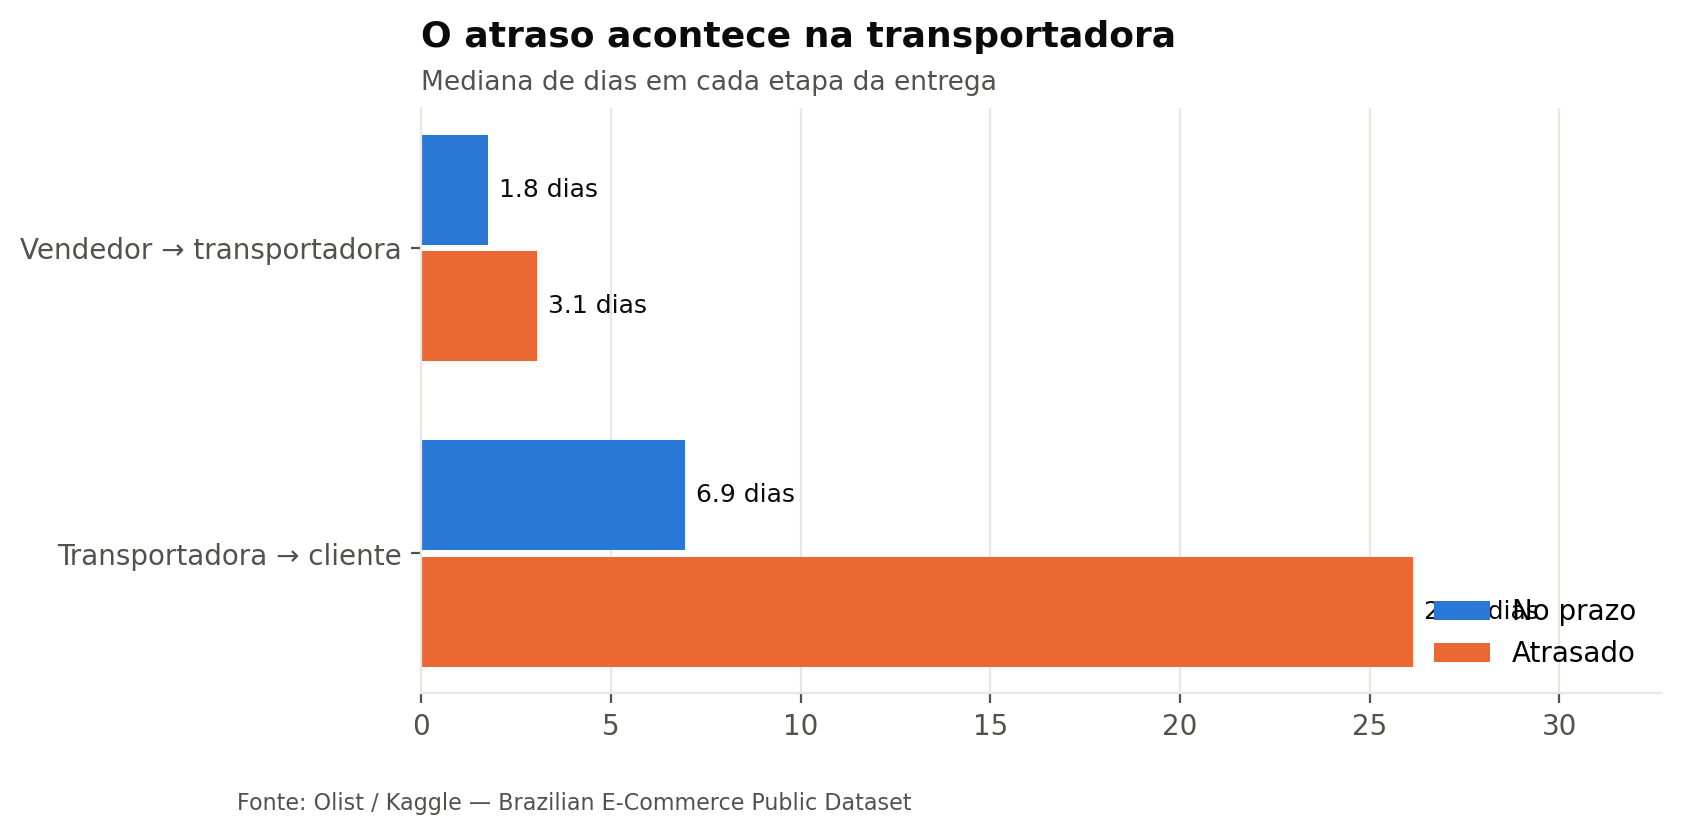 O atraso acontece na transportadora
Mediana de dias em cada etapa da entrega
1.8 dias
Vendedor → transportadora
3.1 dias
6.9 dias
Transportadora → cliente
dias
No prazo
Atrasado
0 5 10 15 20 25 30
Fonte: Olist / Kaggle — Brazilian E-Commerce Public Dataset